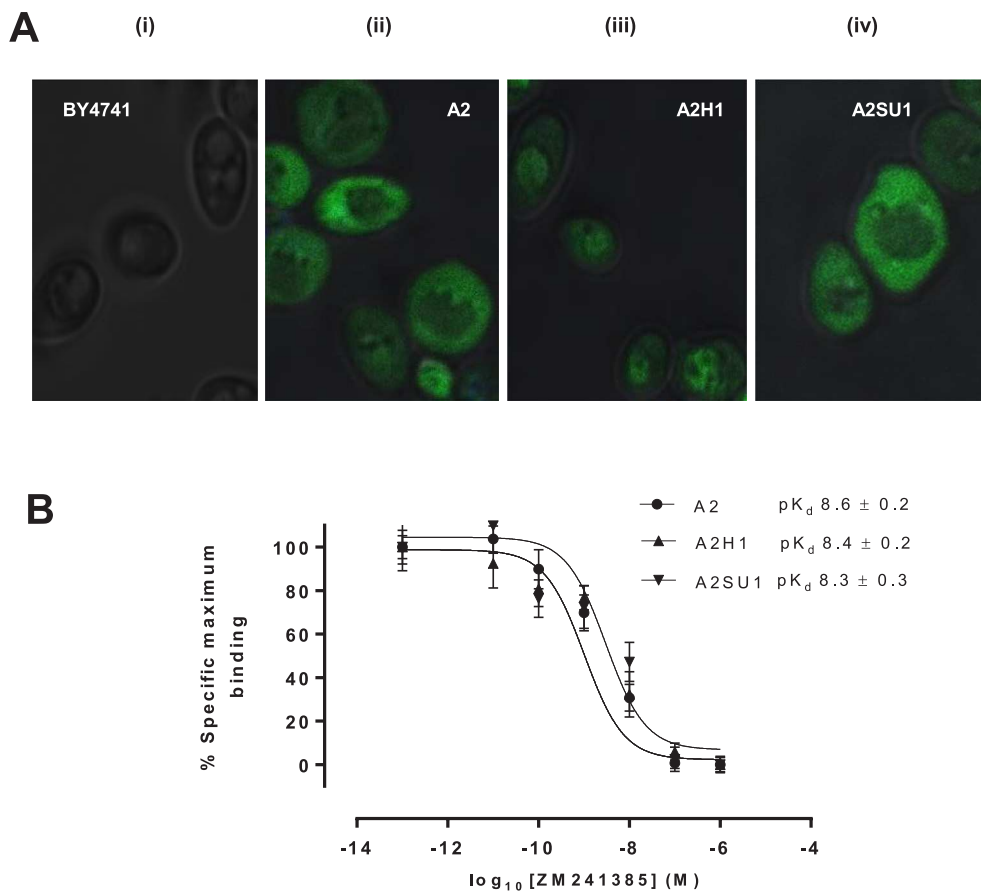 A
(i)
(ii)
(iii)
(iv)
BY4741
A2
A2H1
A2SU1
B
A2 pKd 8.6 ± 0.2
A2H1 pKd 8.4 ± 0.2
A2SU1 pKd 8.3 ± 0.3
% Specific maximum
binding
100
80
60
40
20
0
-14 -12 -10 -8 -6 -4
log10 [ZM241385] (M)